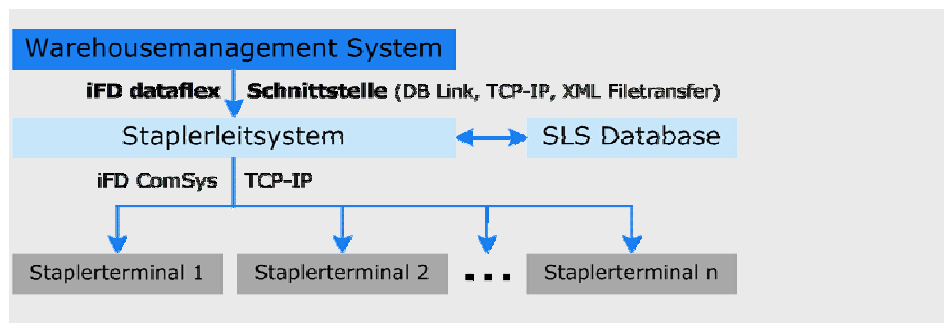 Warehousemanagement System
iFD dataflex Schnittstelle (DB Link, TCP-IP, XML Filetransfer)
Staplerleitsystem SLS Database
iFD ComSys TCP-IP
Staplerterminal 1 Staplerterminal 2 ... Staplerterminal n